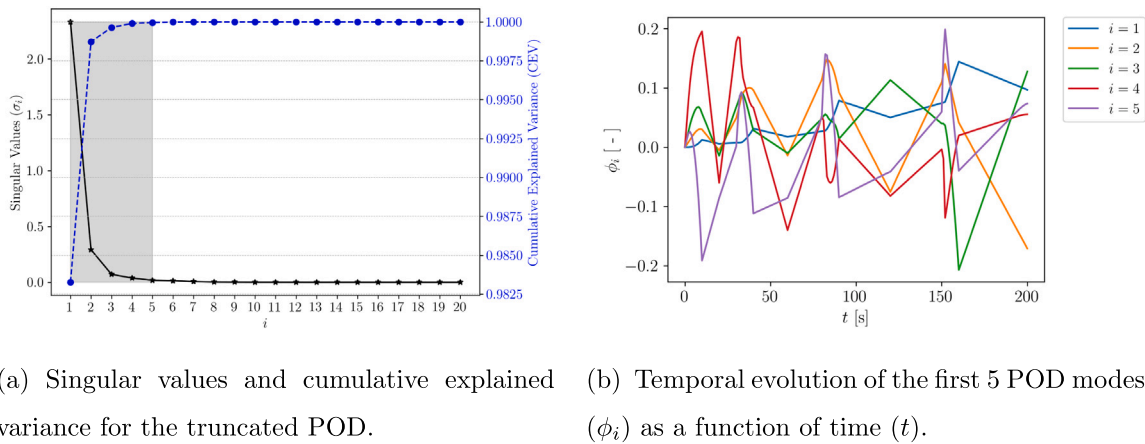 2.0
1.5
1.0
0.5
0.0
Singular Values (σᵢ)
1.0000
0.9975
0.9950
0.9925
0.9900
0.9875
0.9850
0.9825
Cumulative Explained Variance (CEV)
1 2 3 4 5 6 7 8 9 10 11 12 13 14 15 16 17 18 19 20
i
0.2
0.1
0.0
−0.1
−0.2
ϕᵢ [ - ]
0 50 100 150 200
t [s]
i = 1
i = 2
i = 3
i = 4
i = 5
(a) Singular values and cumulative explained
variance for the truncated POD.
(b) Temporal evolution of the first 5 POD modes
(ϕᵢ) as a function of time (t).